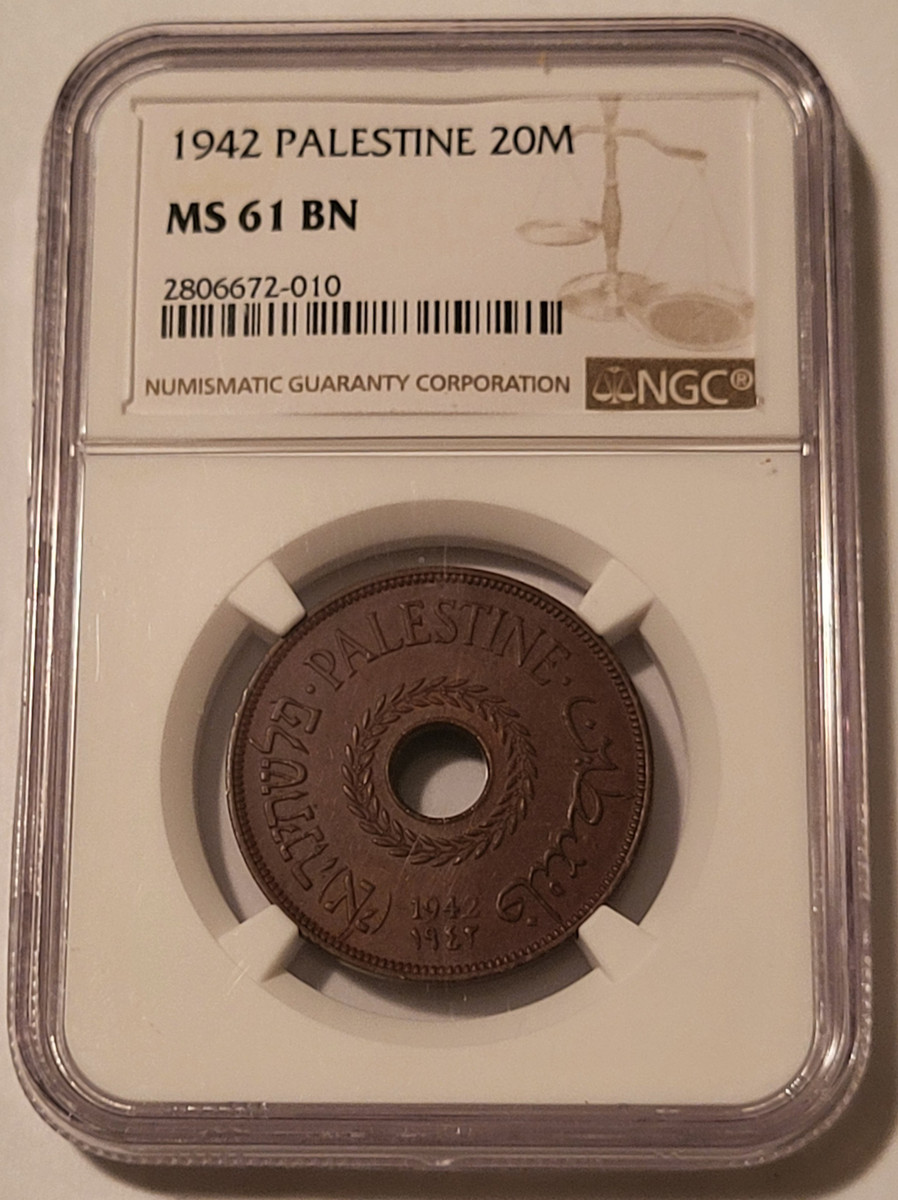 1942 PALESTINE 20M
MS 61 BN
2806672-010
NUMISMATIC GUARANTY CORPORATION
NGC®
· PALESTINE ·
فلسطين
פלשתינה (א״י)
1942
١٩٤٢